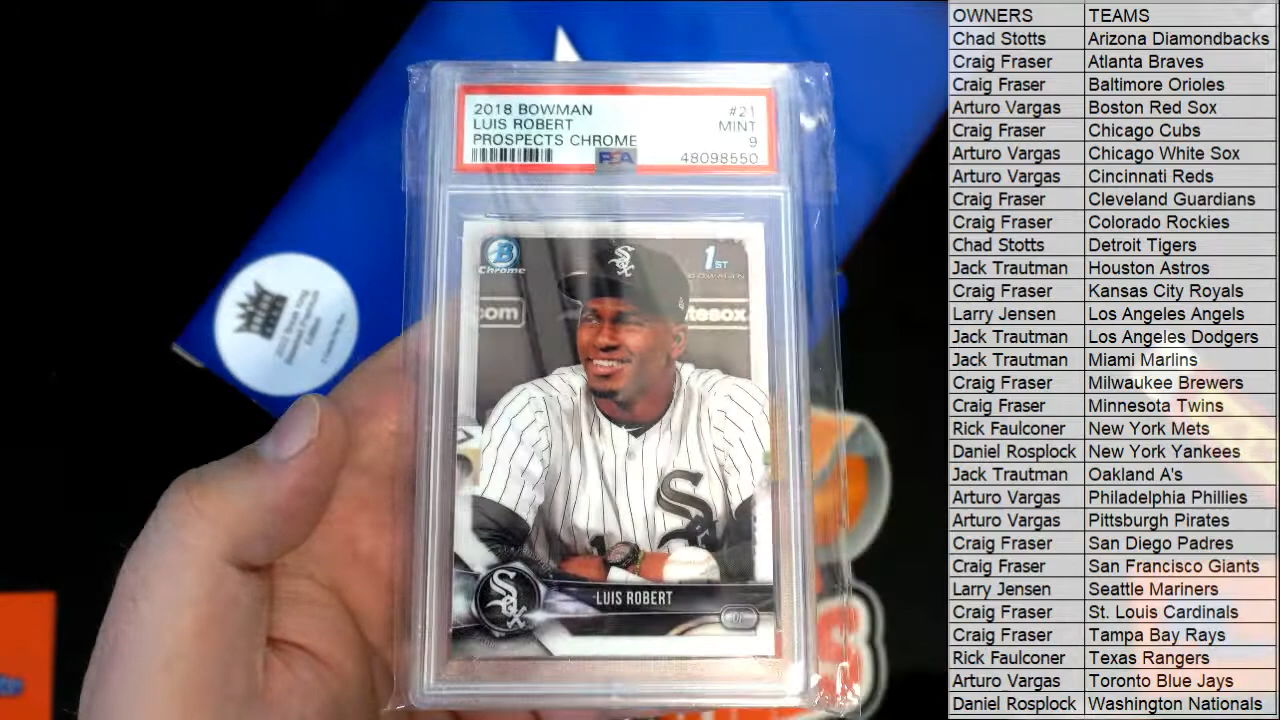 2018 BOWMAN #21
LUIS ROBERT MINT
PROSPECTS CHROME 9
PSA 48098550
B
Chrome
1ST
BOWMAN
com
tesox
Sox
Sox
LUIS ROBERT
OWNERS TEAMS
Chad Stotts Arizona Diamondbacks
Craig Fraser Atlanta Braves
Craig Fraser Baltimore Orioles
Arturo Vargas Boston Red Sox
Craig Fraser Chicago Cubs
Arturo Vargas Chicago White Sox
Arturo Vargas Cincinnati Reds
Craig Fraser Cleveland Guardians
Craig Fraser Colorado Rockies
Chad Stotts Detroit Tigers
Jack Trautman Houston Astros
Craig Fraser Kansas City Royals
Larry Jensen Los Angeles Angels
Jack Trautman Los Angeles Dodgers
Jack Trautman Miami Marlins
Craig Fraser Milwaukee Brewers
Craig Fraser Minnesota Twins
Rick Faulconer New York Mets
Daniel Rosplock New York Yankees
Jack Trautman Oakland A's
Arturo Vargas Philadelphia Phillies
Arturo Vargas Pittsburgh Pirates
Craig Fraser San Diego Padres
Craig Fraser San Francisco Giants
Larry Jensen Seattle Mariners
Craig Fraser St. Louis Cardinals
Craig Fraser Tampa Bay Rays
Rick Faulconer Texas Rangers
Arturo Vargas Toronto Blue Jays
Daniel Rosplock Washington Nationals